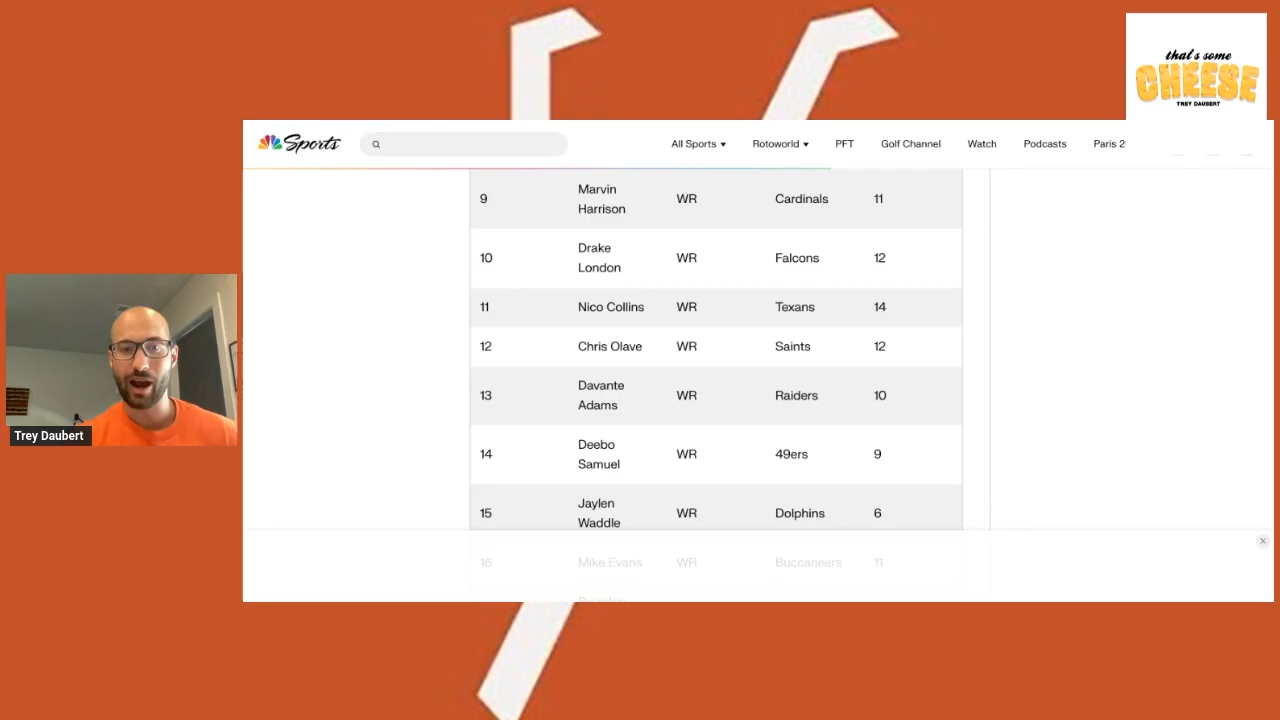 that's some
CHEESE
TREY DAUBERT
Sports
All Sports
Rotoworld
PFT
Golf Channel
Watch
Podcasts
Paris 2
9 Marvin Harrison WR Cardinals 11
10 Drake London WR Falcons 12
11 Nico Collins WR Texans 14
12 Chris Olave WR Saints 12
13 Davante Adams WR Raiders 10
14 Deebo Samuel WR 49ers 9
15 Jaylen Waddle WR Dolphins 6
16 Mike Evans WR Buccaneers 11
Trey Daubert